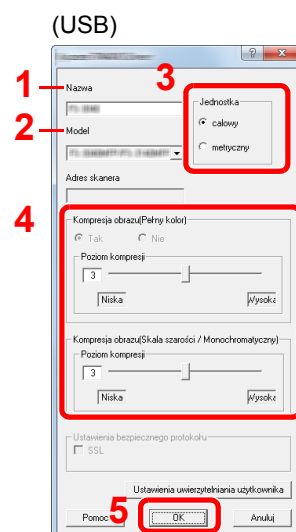 (USB)
1
Nazwa
3
Jednostka
calowy
metryczny
2
Model
Adres skanera
4
Kompresja obrazu(Pełny kolor)
Tak Nie
Poziom kompresji
3
Niska Wysoka
Kompresja obrazu(Skala szarości / Monochromatyczny)
Poziom kompresji
3
Niska Wysoka
Ustawienia bezpiecznego protokołu
SSL
Ustawienia uwierzytelniania użytkownika
5
Pomoc OK Anuluj